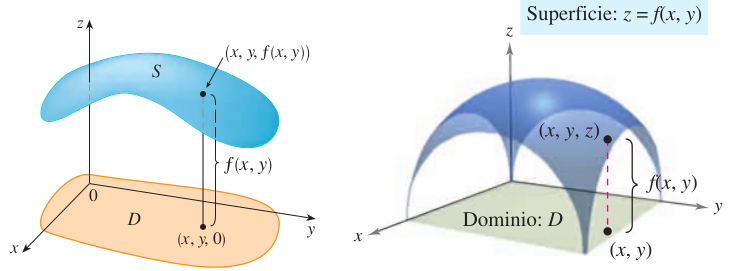 z
(x, y, f(x, y))
S
f(x, y)
0
D
(x, y, 0)
x
y
Superficie: z = f(x, y)
z
(x, y, z)
f(x, y)
Dominio: D
(x, y)
x
y